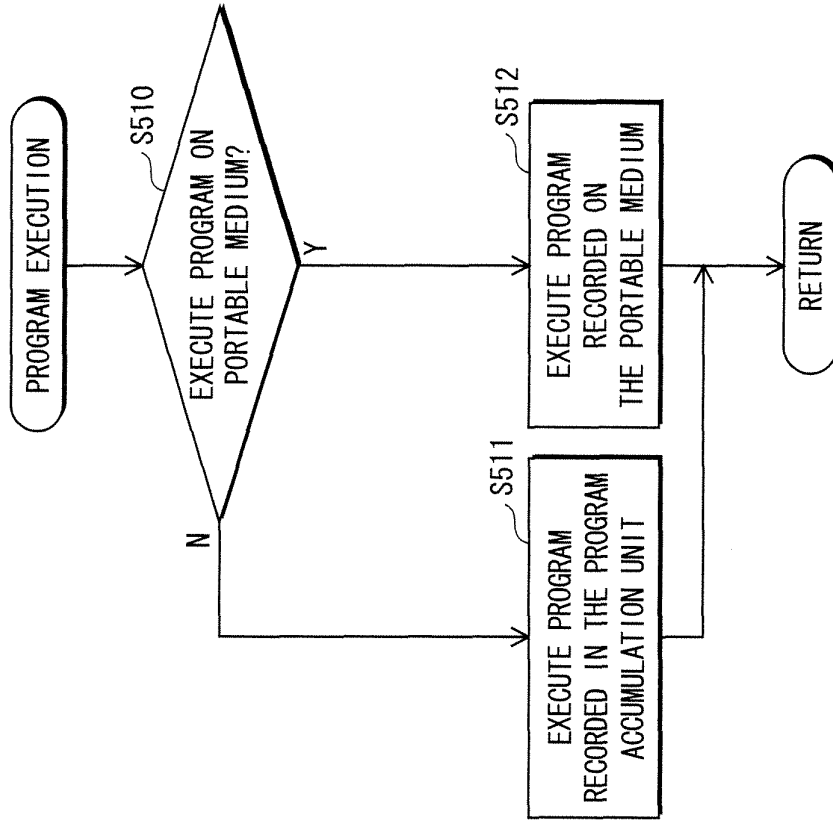 PROGRAM EXECUTION
S510
EXECUTE PROGRAM ON
PORTABLE MEDIUM?
N
Y
S511
EXECUTE PROGRAM
RECORDED IN THE PROGRAM
ACCUMULATION UNIT
S512
EXECUTE PROGRAM
RECORDED ON
THE PORTABLE MEDIUM
RETURN